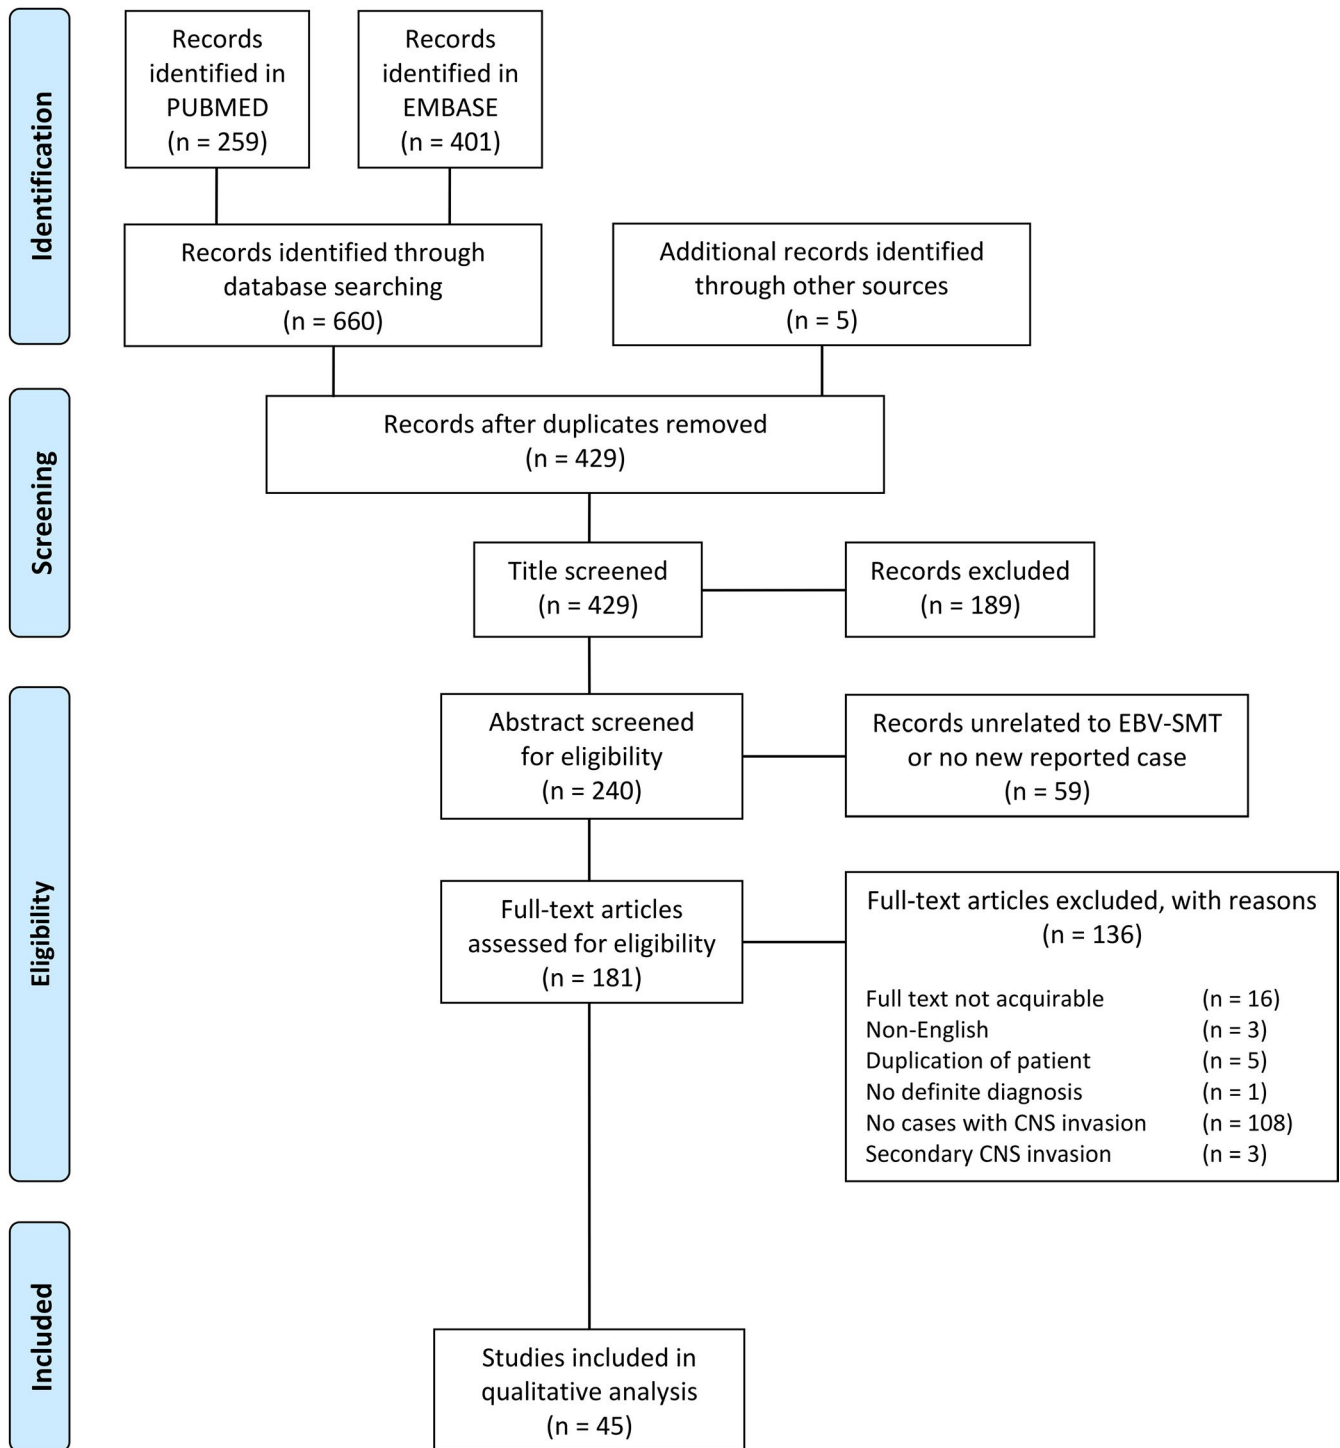 Identification
Records
identified in
PUBMED
(n = 259)
Records
identified in
EMBASE
(n = 401)
Records identified through
database searching
(n = 660)
Additional records identified
through other sources
(n = 5)
Screening
Records after duplicates removed
(n = 429)
Title screened
(n = 429)
Records excluded
(n = 189)
Eligibility
Abstract screened
for eligibility
(n = 240)
Records unrelated to EBV-SMT
or no new reported case
(n = 59)
Full-text articles
assessed for eligibility
(n = 181)
Full-text articles excluded, with reasons
(n = 136)
Full text not acquirable (n = 16)
Non-English (n = 3)
Duplication of patient (n = 5)
No definite diagnosis (n = 1)
No cases with CNS invasion (n = 108)
Secondary CNS invasion (n = 3)
Included
Studies included in
qualitative analysis
(n = 45)